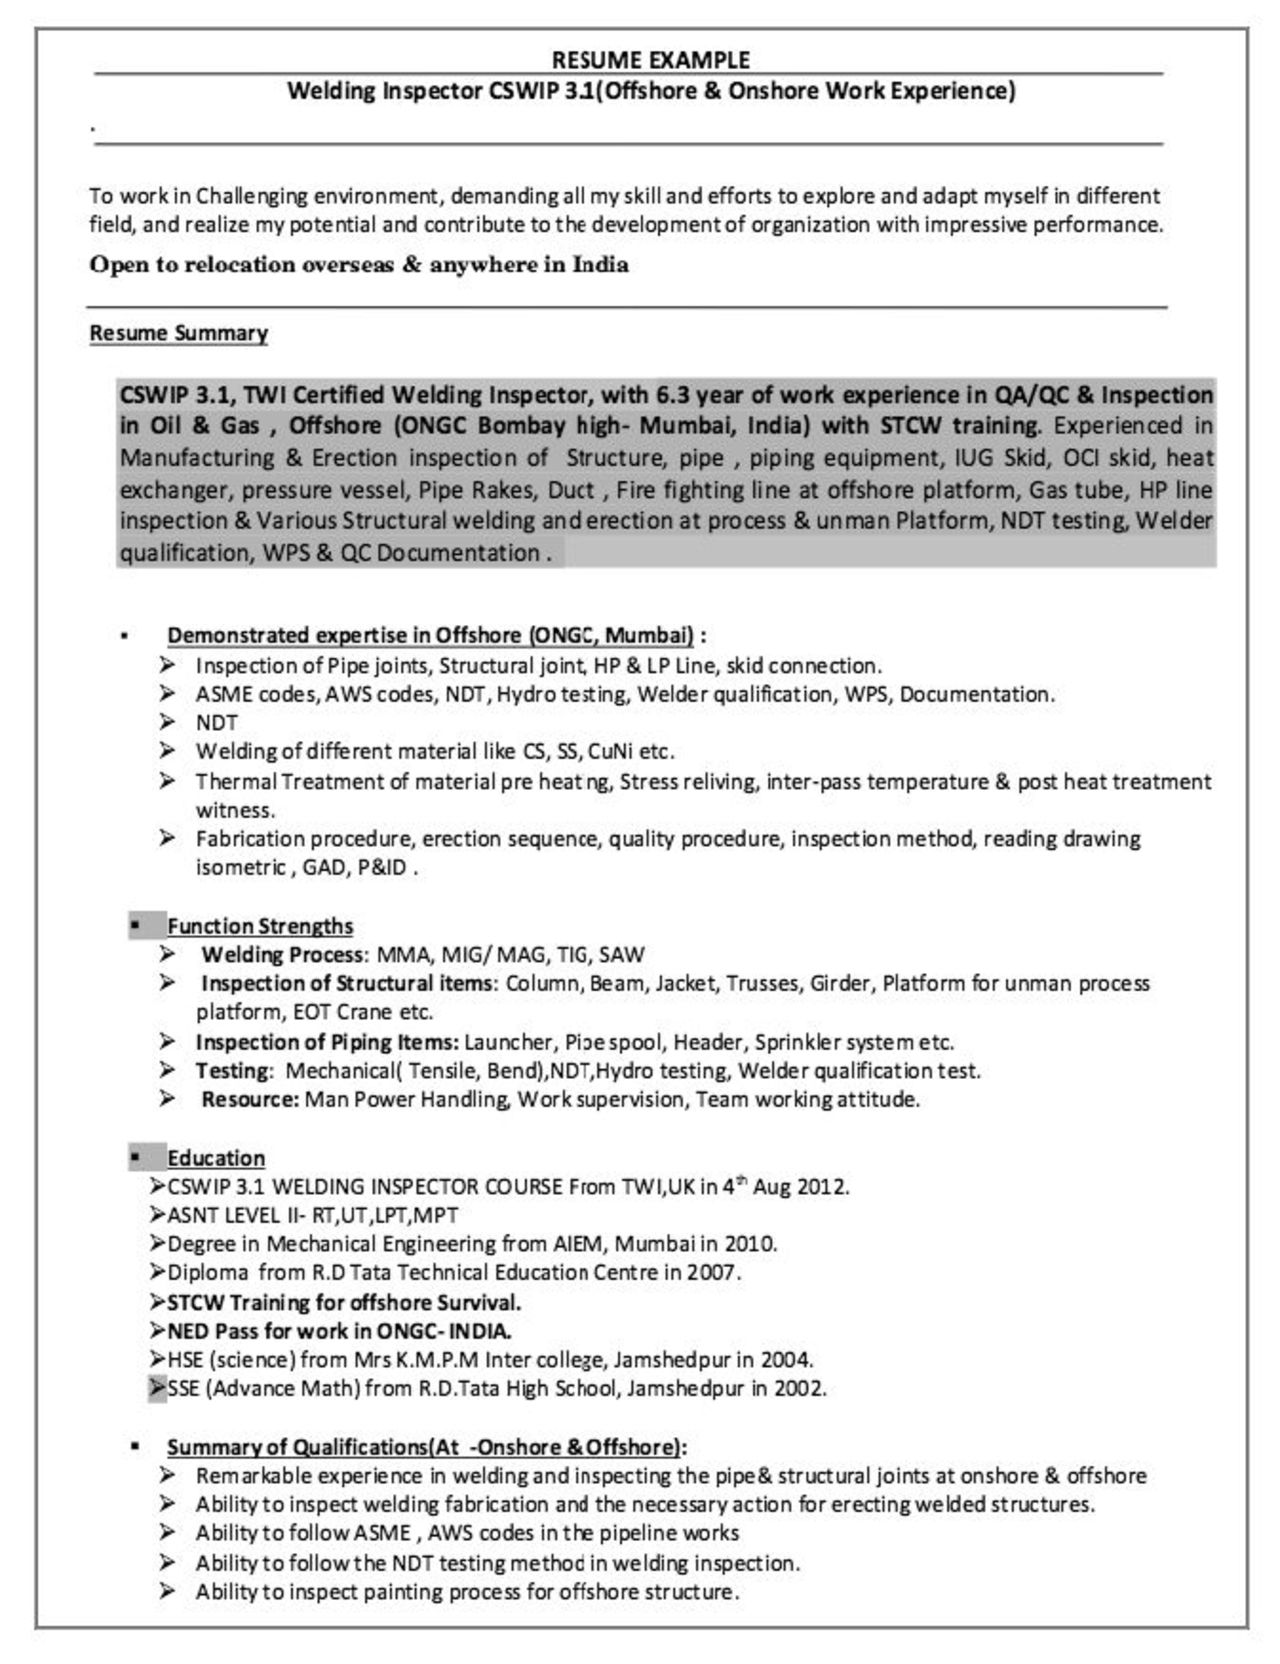 RESUME EXAMPLE
Welding Inspector CSWIP 3.1(Offshore & Onshore Work Experience)
.
To work in Challenging environment, demanding all my skill and efforts to explore and adapt myself in different
field, and realize my potential and contribute to the development of organization with impressive performance.
Open to relocation overseas & anywhere in India
Resume Summary
CSWIP 3.1, TWI Certified Welding Inspector, with 6.3 year of work experience in QA/QC & Inspection
in Oil & Gas , Offshore (ONGC Bombay high- Mumbai, India) with STCW training. Experienced in
Manufacturing & Erection inspection of Structure, pipe , piping equipment, IUG Skid, OCI skid, heat
exchanger, pressure vessel, Pipe Rakes, Duct , Fire fighting line at offshore platform, Gas tube, HP line
inspection & Various Structural welding and erection at process & unman Platform, NDT testing, Welder
qualification, WPS & QC Documentation .
▪ Demonstrated expertise in Offshore (ONGC, Mumbai) :
➢ Inspection of Pipe joints, Structural joint, HP & LP Line, skid connection.
➢ ASME codes, AWS codes, NDT, Hydro testing, Welder qualification, WPS, Documentation.
➢ NDT
➢ Welding of different material like CS, SS, CuNi etc.
➢ Thermal Treatment of material pre heating, Stress reliving, inter-pass temperature & post heat treatment
witness.
➢ Fabrication procedure, erection sequence, quality procedure, inspection method, reading drawing
isometric , GAD, P&ID .
▪ Function Strengths
➢ Welding Process: MMA, MIG/ MAG, TIG, SAW
➢ Inspection of Structural items: Column, Beam, Jacket, Trusses, Girder, Platform for unman process
platform, EOT Crane etc.
➢ Inspection of Piping Items: Launcher, Pipe spool, Header, Sprinkler system etc.
➢ Testing: Mechanical( Tensile, Bend),NDT,Hydro testing, Welder qualification test.
➢ Resource: Man Power Handling, Work supervision, Team working attitude.
▪ Education
➢CSWIP 3.1 WELDING INSPECTOR COURSE From TWI,UK in 4th Aug 2012.
➢ASNT LEVEL II- RT,UT,LPT,MPT
➢Degree in Mechanical Engineering from AIEM, Mumbai in 2010.
➢Diploma from R.D Tata Technical Education Centre in 2007.
➢STCW Training for offshore Survival.
➢NED Pass for work in ONGC- INDIA.
➢HSE (science) from Mrs K.M.P.M Inter college, Jamshedpur in 2004.
➢SSE (Advance Math) from R.D.Tata High School, Jamshedpur in 2002.
▪ Summary of Qualifications(At -Onshore & Offshore):
➢ Remarkable experience in welding and inspecting the pipe& structural joints at onshore & offshore
➢ Ability to inspect welding fabrication and the necessary action for erecting welded structures.
➢ Ability to follow ASME , AWS codes in the pipeline works
➢ Ability to follow the NDT testing method in welding inspection.
➢ Ability to inspect painting process for offshore structure.